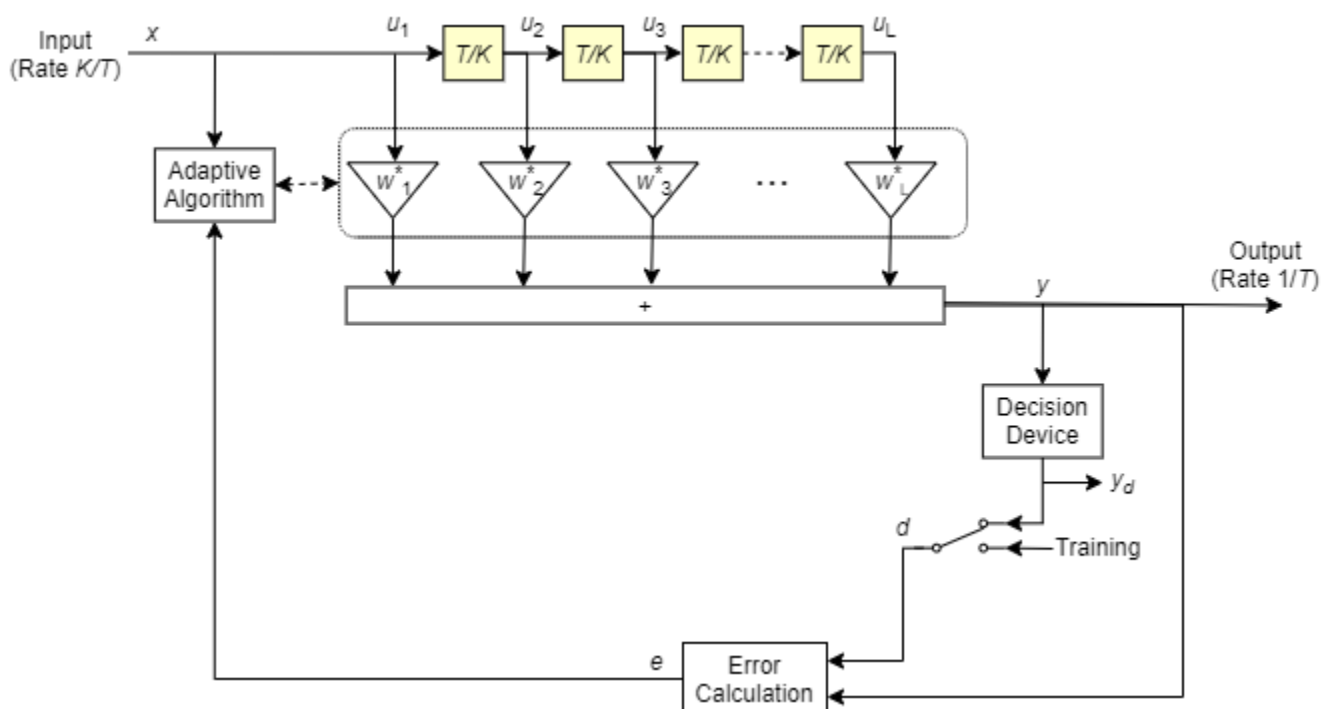 Input
(Rate K/T)
x
u1
T/K
u2
T/K
u3
T/K
T/K
uL
Adaptive
Algorithm
w*1
w*2
w*3
...
w*L
+
y
Output
(Rate 1/T)
Decision
Device
yd
d
Training
e
Error
Calculation